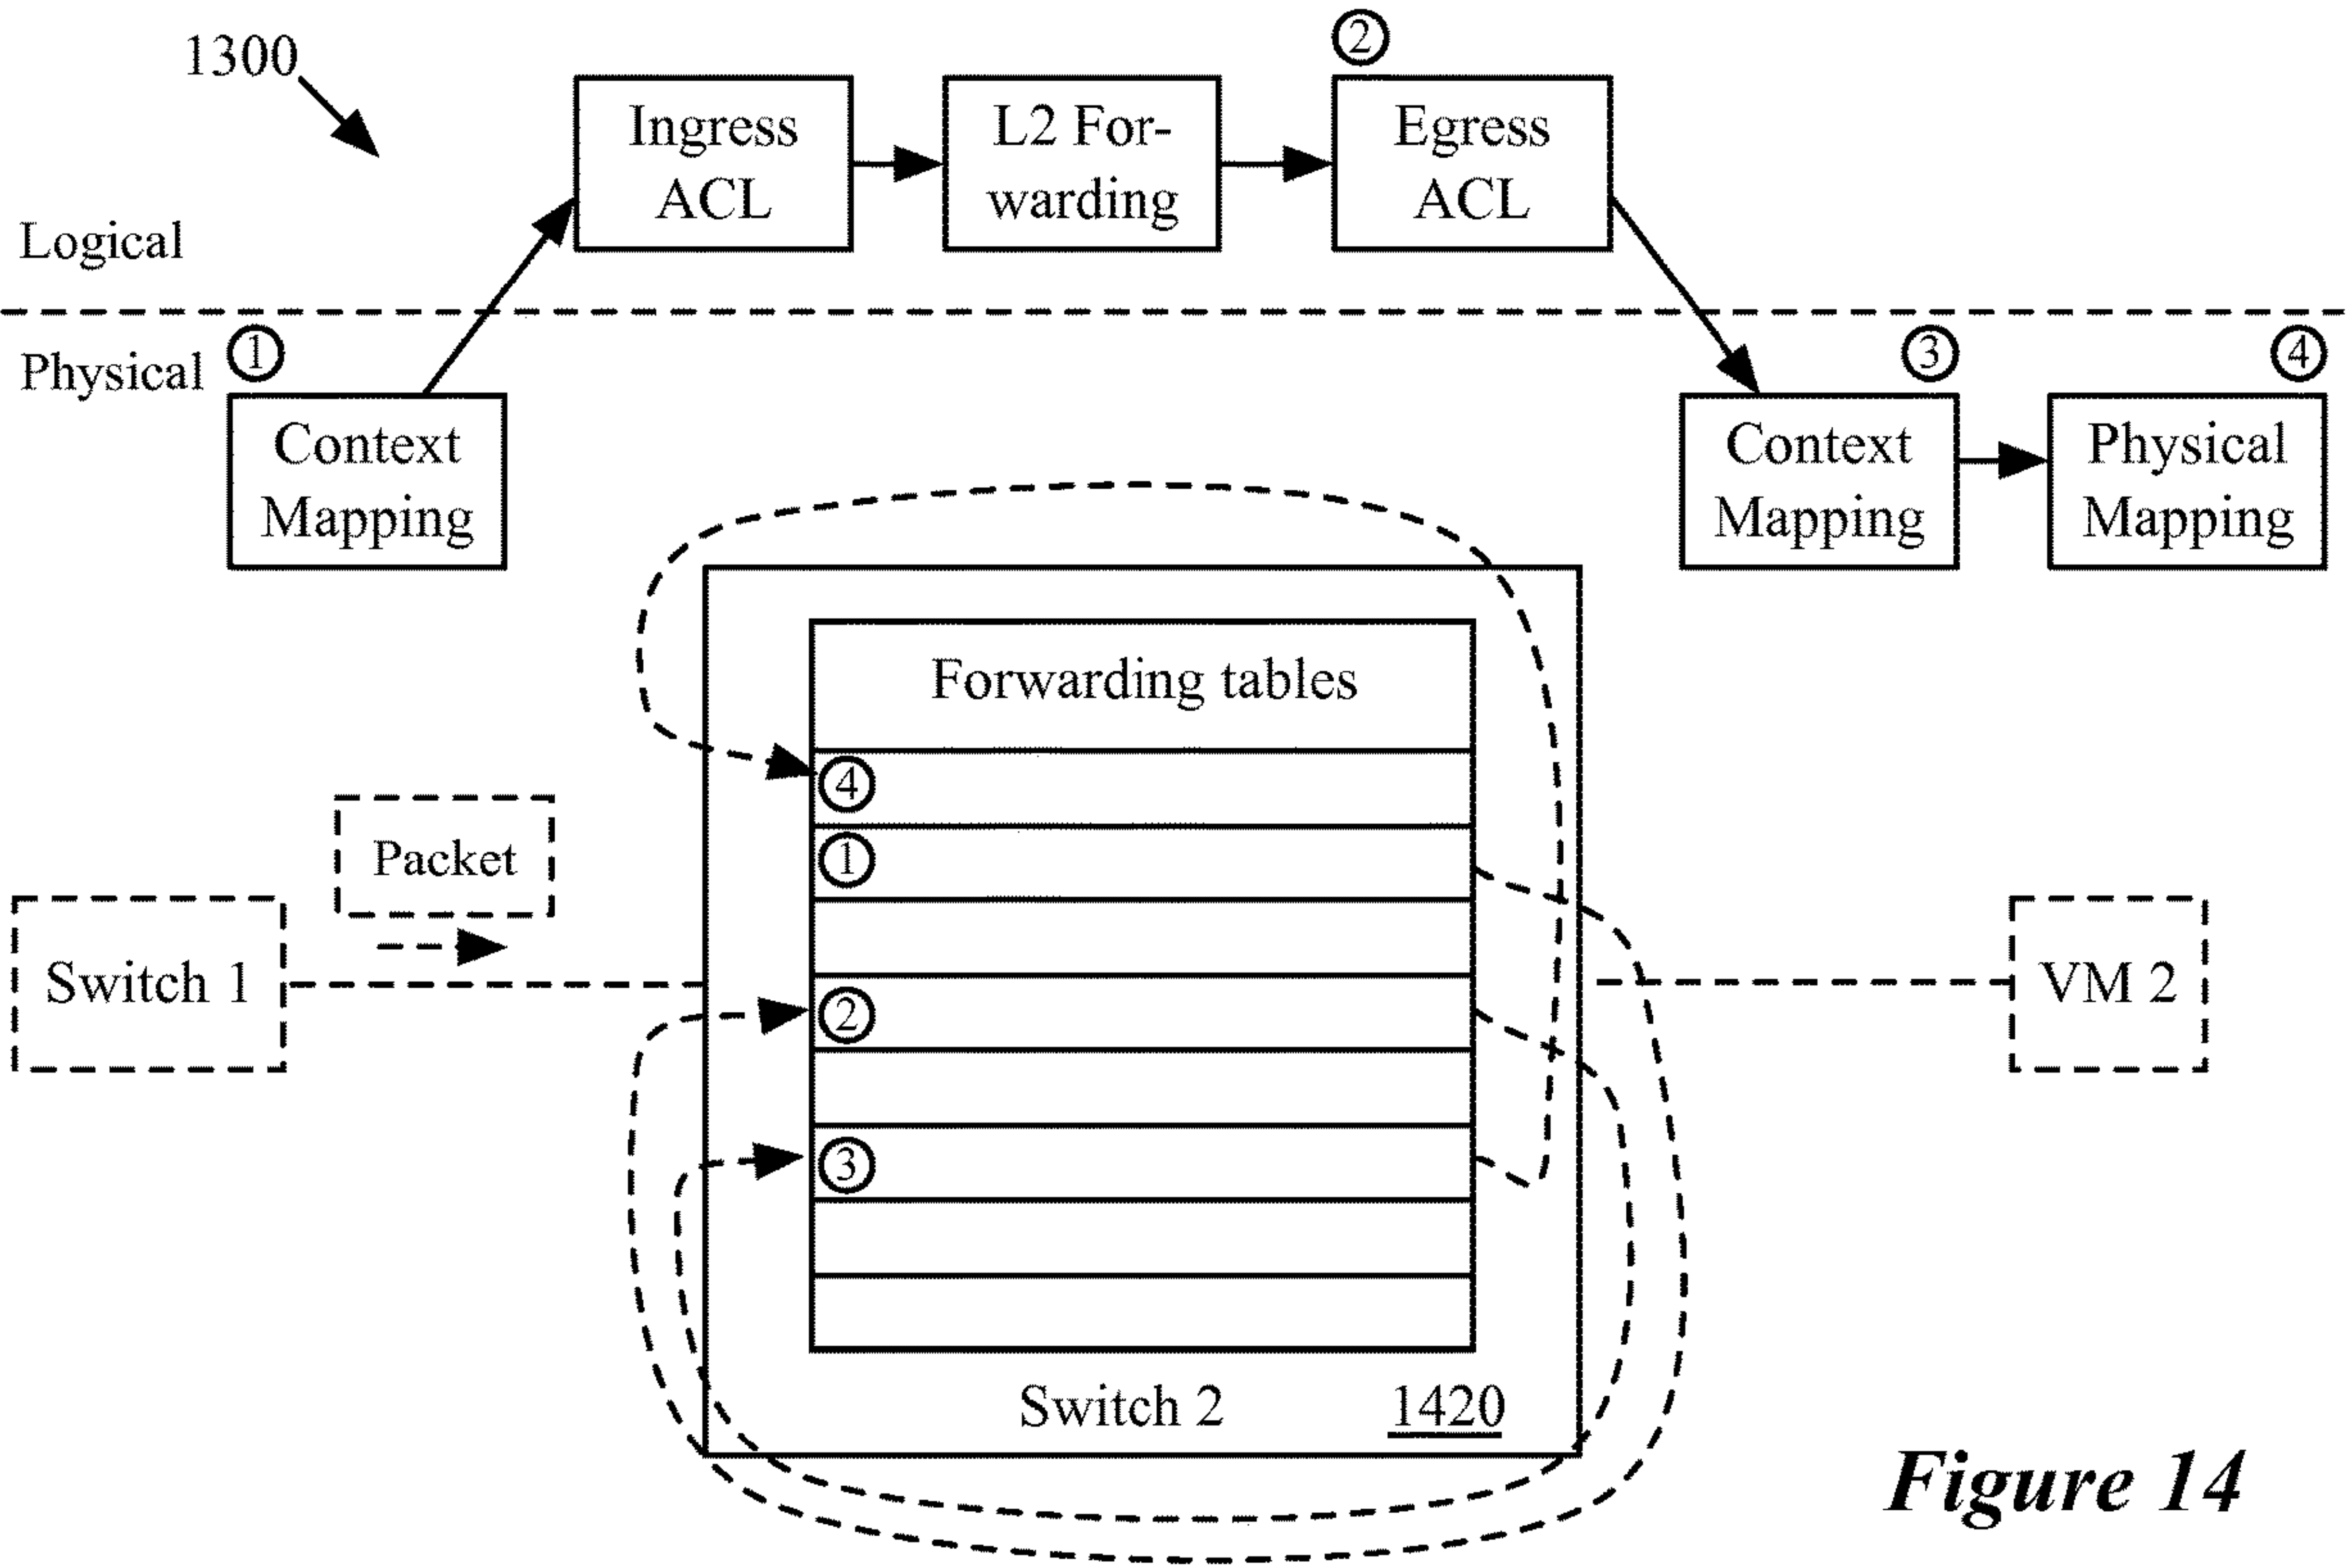 1300
②
Ingress
ACL
L2 For-
warding
Egress
ACL
Logical
Physical
①
③
④
Context
Mapping
Context
Mapping
Physical
Mapping
Forwarding tables
④
①
Packet
Switch 1
②
VM 2
③
Switch 2
1420
Figure 14